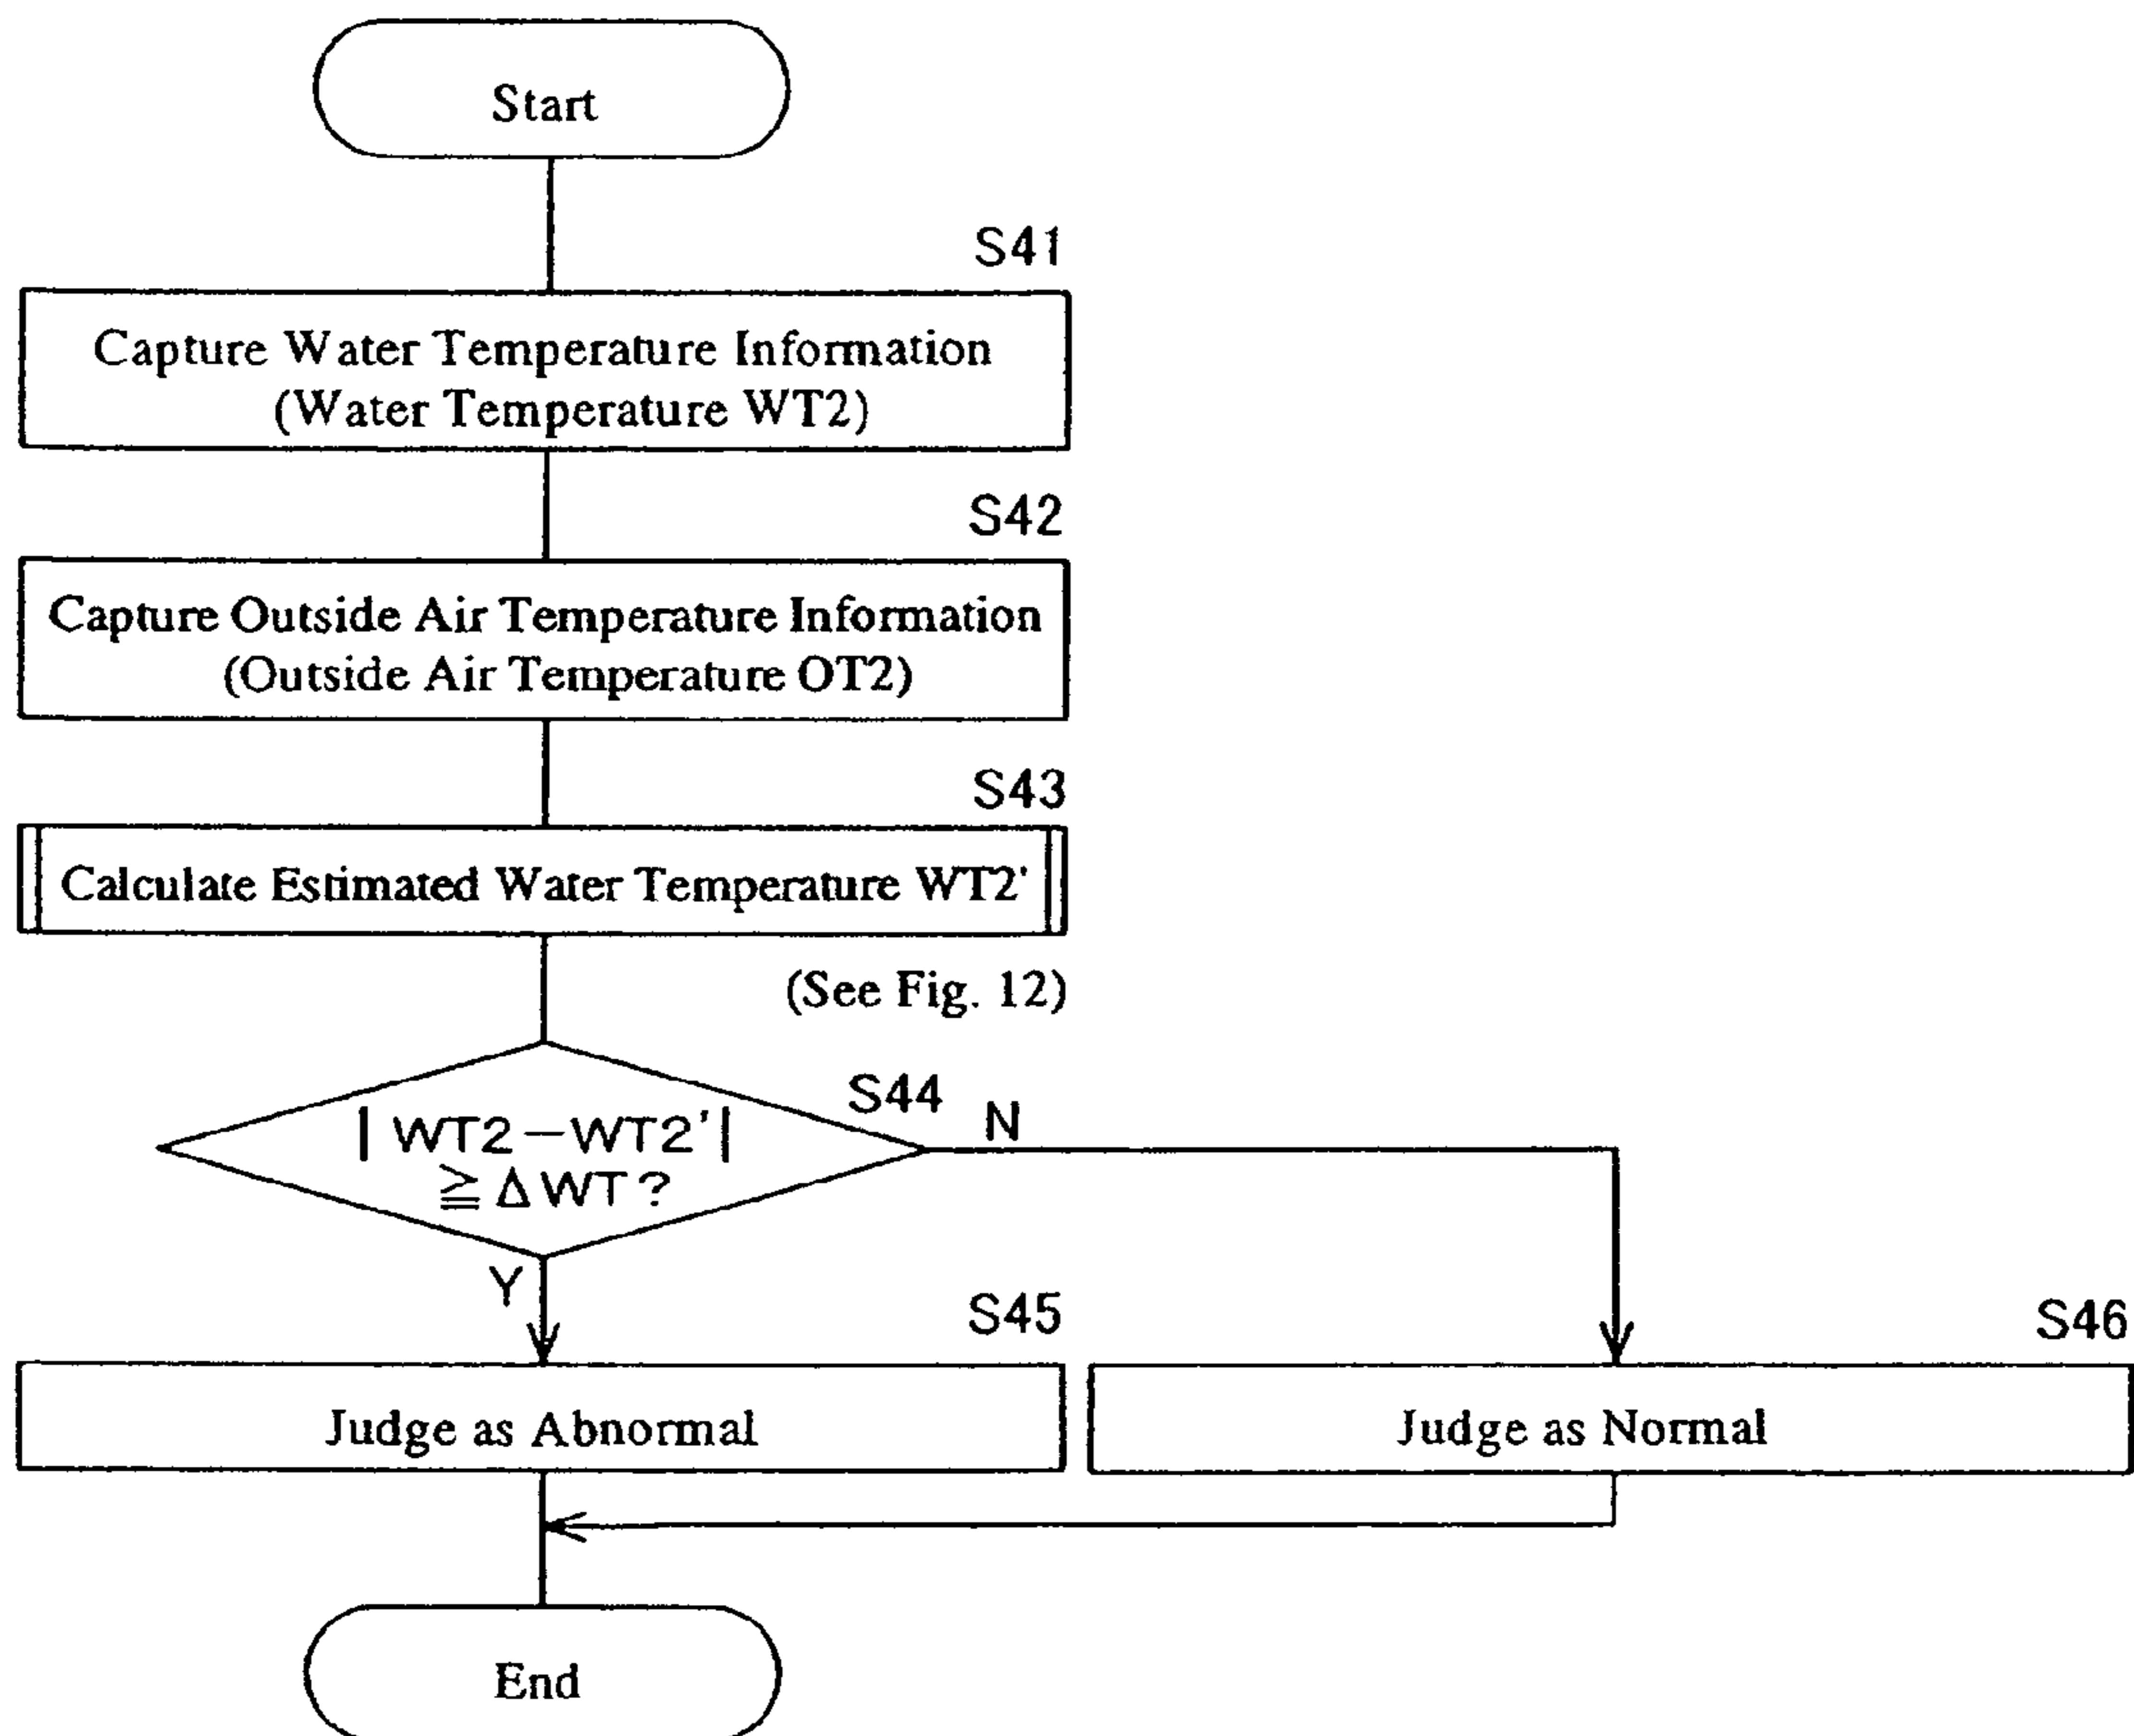 Start
S41
Capture Water Temperature Information
(Water Temperature WT2)
S42
Capture Outside Air Temperature Information
(Outside Air Temperature OT2)
S43
Calculate Estimated Water Temperature WT2'
(See Fig. 12)
S44
|WT2-WT2'|
≧ΔWT?
N
Y
S45
Judge as Abnormal
S46
Judge as Normal
End